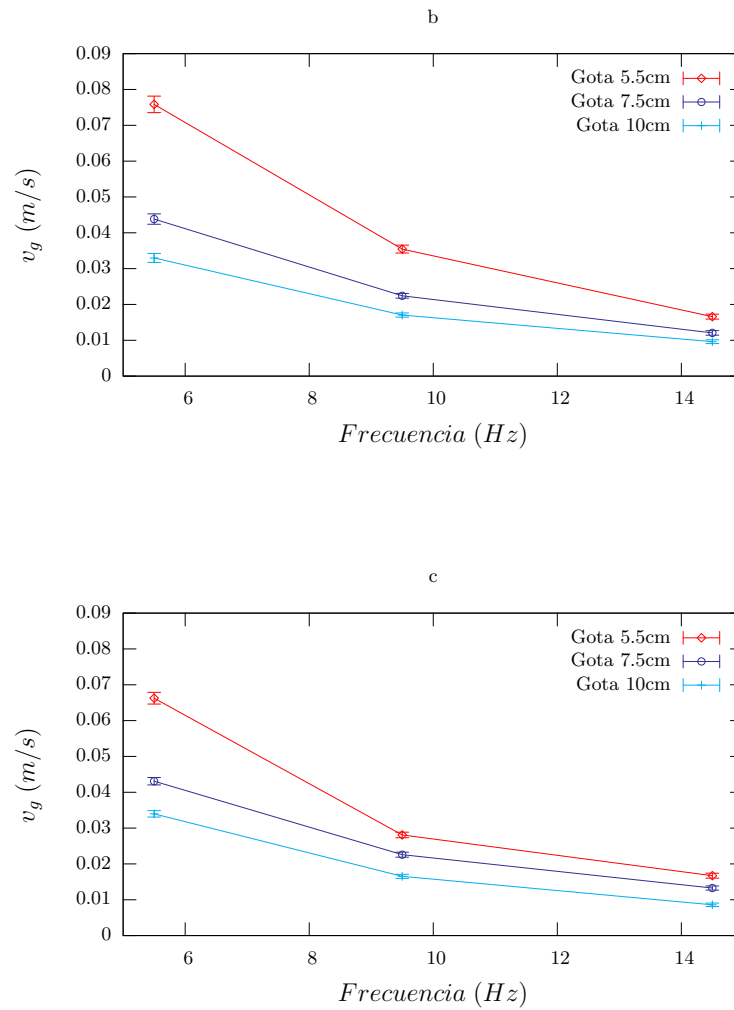 b
0.09
0.08
0.07
0.06
0.05
0.04
0.03
0.02
0.01
0
6 8 10 12 14
v_g (m/s)
Frecuencia (Hz)
Gota 5.5cm
Gota 7.5cm
Gota 10cm
c
0.09
0.08
0.07
0.06
0.05
0.04
0.03
0.02
0.01
0
6 8 10 12 14
v_g (m/s)
Frecuencia (Hz)
Gota 5.5cm
Gota 7.5cm
Gota 10cm